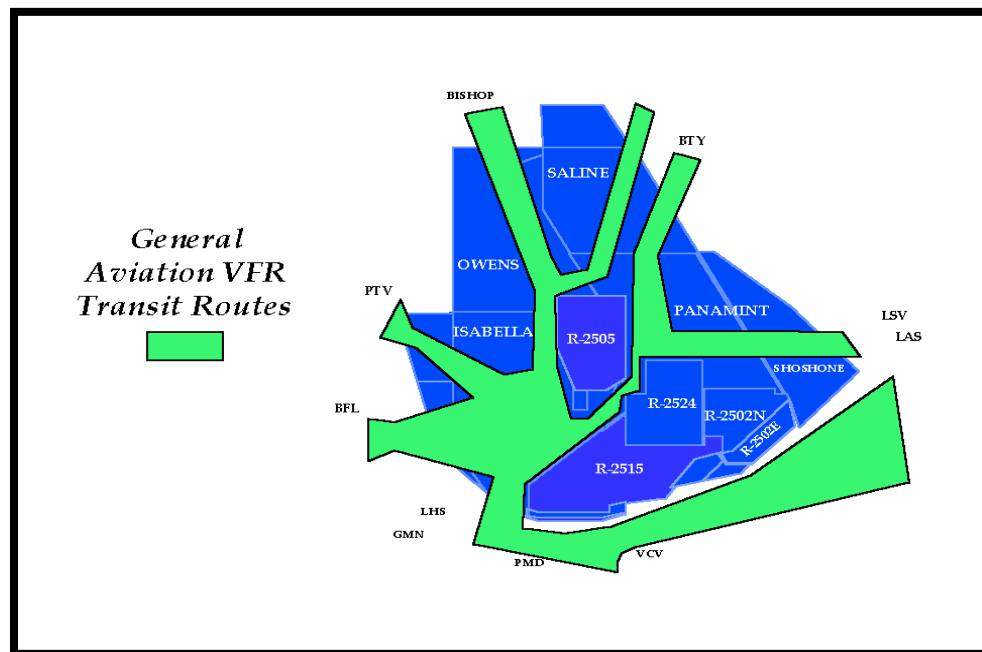 BISHOP
BTY
SALINE
General
Aviation VFR
Transit Routes
OWENS
PTV
PANAMINT
LSV
ISABELLA
R-2505
LAS
SHOSHONE
R-2524
BFL
R-2502N
R-2502E
R-2515
LHS
GMN
VCV
PMD